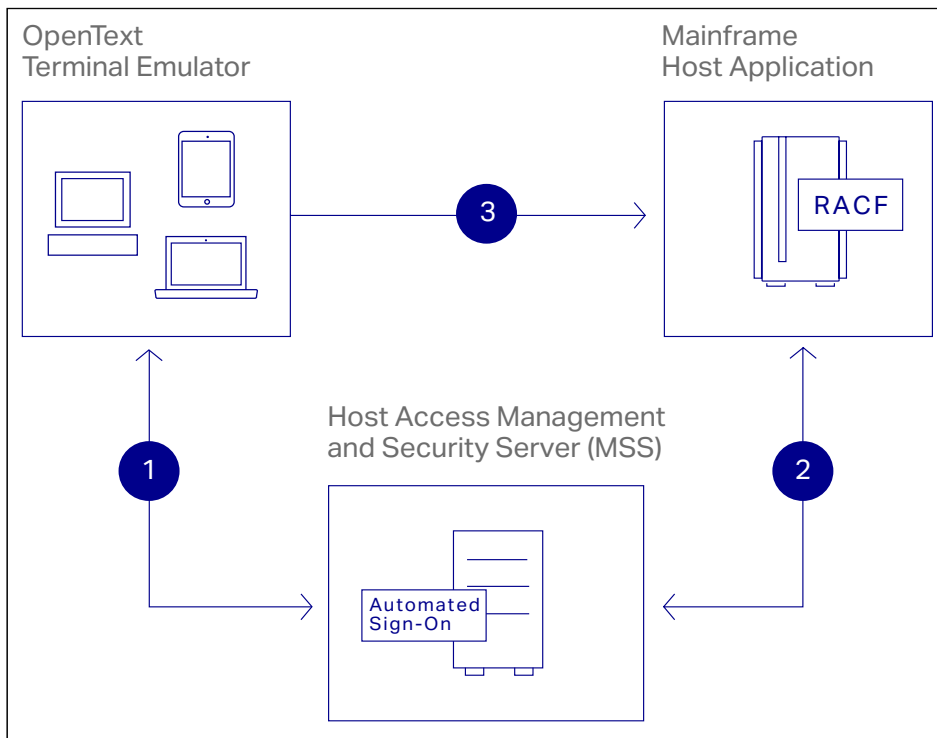 OpenText
Terminal Emulator
Mainframe
Host Application
RACF
3
Host Access Management
and Security Server (MSS)
1
2
Automated
Sign-On